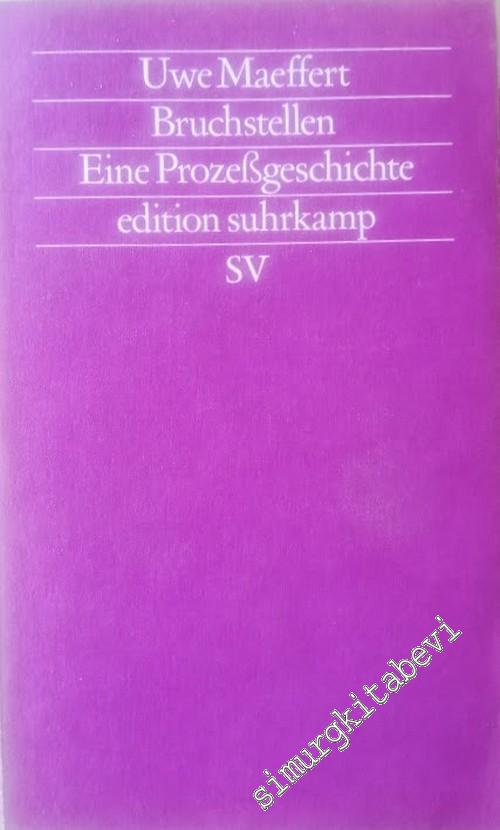 Uwe Maeffert
Bruchstellen
Eine Prozeßgeschichte
edition suhrkamp
SV
simurgkitabevi